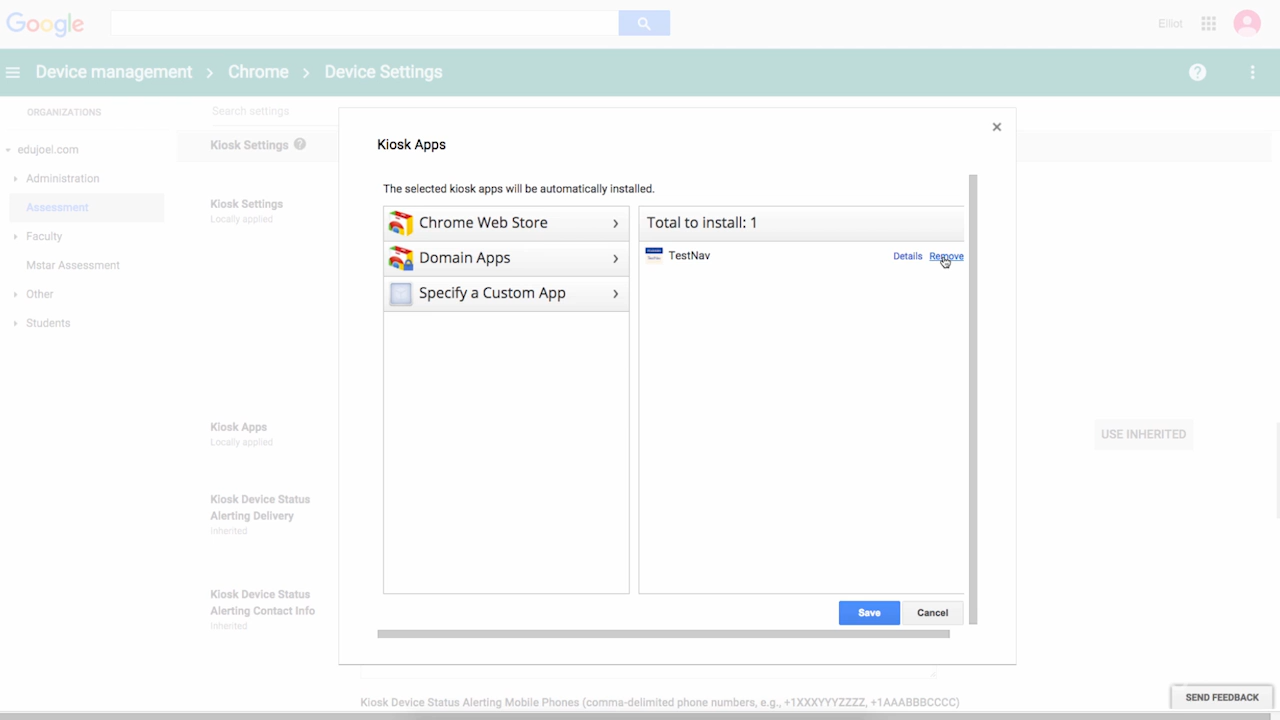 Google
Elliot
Device management > Chrome > Device Settings
ORGANIZATIONS
edujoel.com
Administration
Assessment
Faculty
Mstar Assessment
Other
Students
Search settings
Kiosk Settings
Kiosk Settings
Locally applied
Kiosk Apps
Locally applied
Kiosk Device Status
Alerting Delivery
Inherited
Kiosk Device Status
Alerting Contact Info
Inherited
Kiosk Apps
The selected kiosk apps will be automatically installed.
Chrome Web Store
Domain Apps
Specify a Custom App
Total to install: 1
TestNav Details Remove
Save Cancel
USE INHERITED
Kiosk Device Status Alerting Mobile Phones (comma-delimited phone numbers, e.g., +1XXXYYYZZZZ, +1AAABBBCCCC)
SEND FEEDBACK